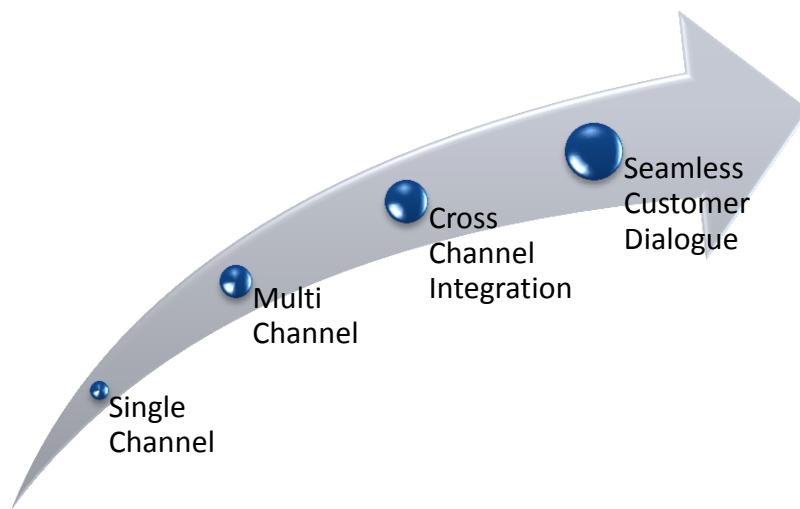 Seamless
Customer
Dialogue
Cross
Channel
Integration
Multi
Channel
Single
Channel